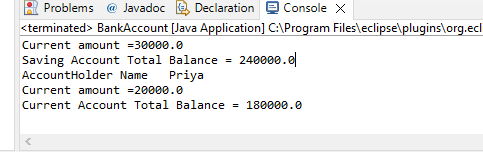 Problems @ Javadoc Declaration Console
<terminated> BankAccount [Java Application] C:\Program Files\eclipse\plugins\org.ecl
Current amount =30000.0
Saving Account Total Balance = 240000.0
AccountHolder Name   Priya
Current amount =20000.0
Current Account Total Balance = 180000.0